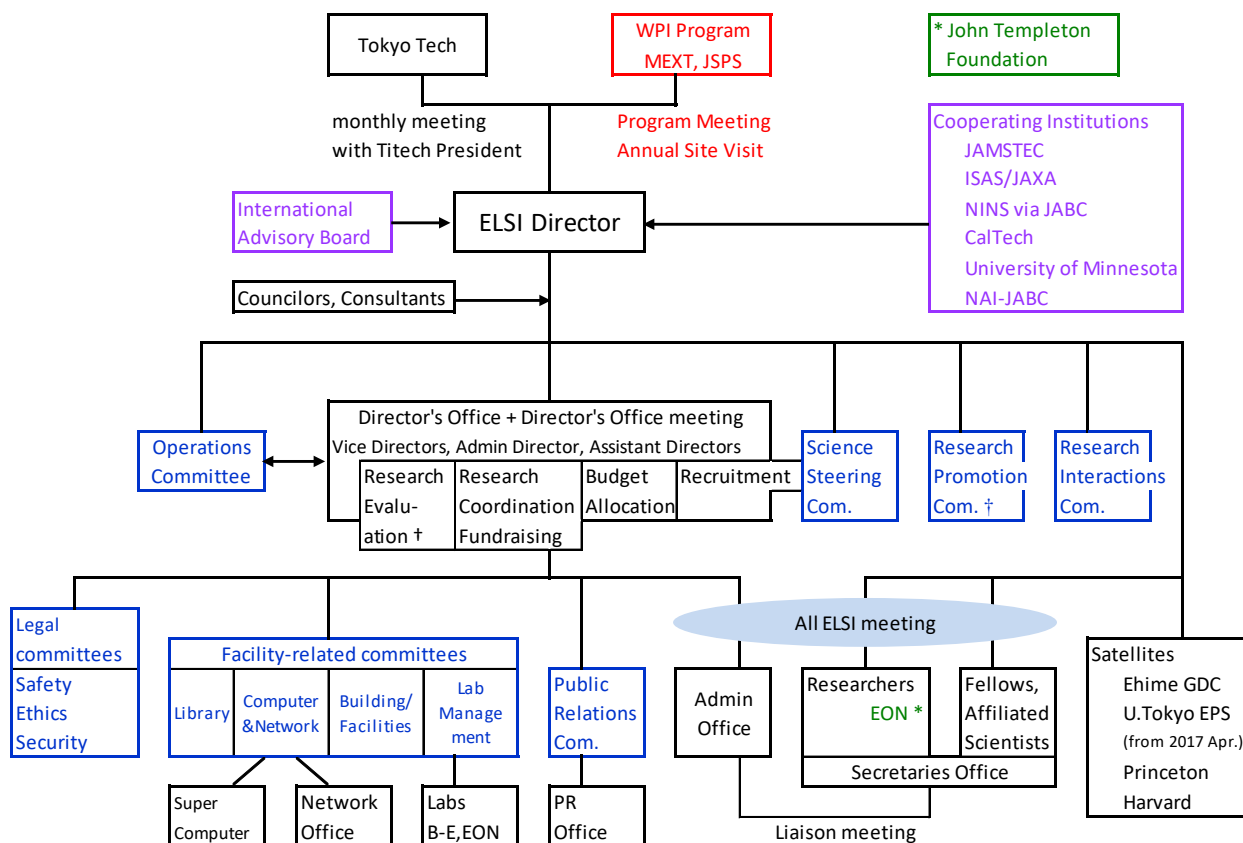 Tokyo Tech
WPI Program
MEXT, JSPS
* John Templeton
Foundation
monthly meeting
with Titech President
Program Meeting
Annual Site Visit
Cooperating Institutions
JAMSTEC
ISAS/JAXA
NINS via JABC
CalTech
University of Minnesota
NAI-JABC
International
Advisory Board
ELSI Director
Councilors, Consultants
Operations
Committee
Director's Office + Director's Office meeting
Vice Directors, Admin Director, Assistant Directors
Research
Evalu-
ation †
Research
Coordination
Fundraising
Budget
Allocation
Recruitment
Science
Steering
Com.
Research
Promotion
Com. †
Research
Interactions
Com.
Legal
committees
Safety
Ethics
Security
Facility-related committees
Library
Computer
&Network
Building/
Facilities
Lab
Manage
ment
Public
Relations
Com.
Admin
Office
All ELSI meeting
Researchers
EON *
Fellows,
Affiliated
Scientists
Secretaries Office
Satellites
Ehime GDC
U.Tokyo EPS
(from 2017 Apr.)
Princeton
Harvard
Super
Computer
Network
Office
Labs
B-E,EON
PR
Office
Liaison meeting